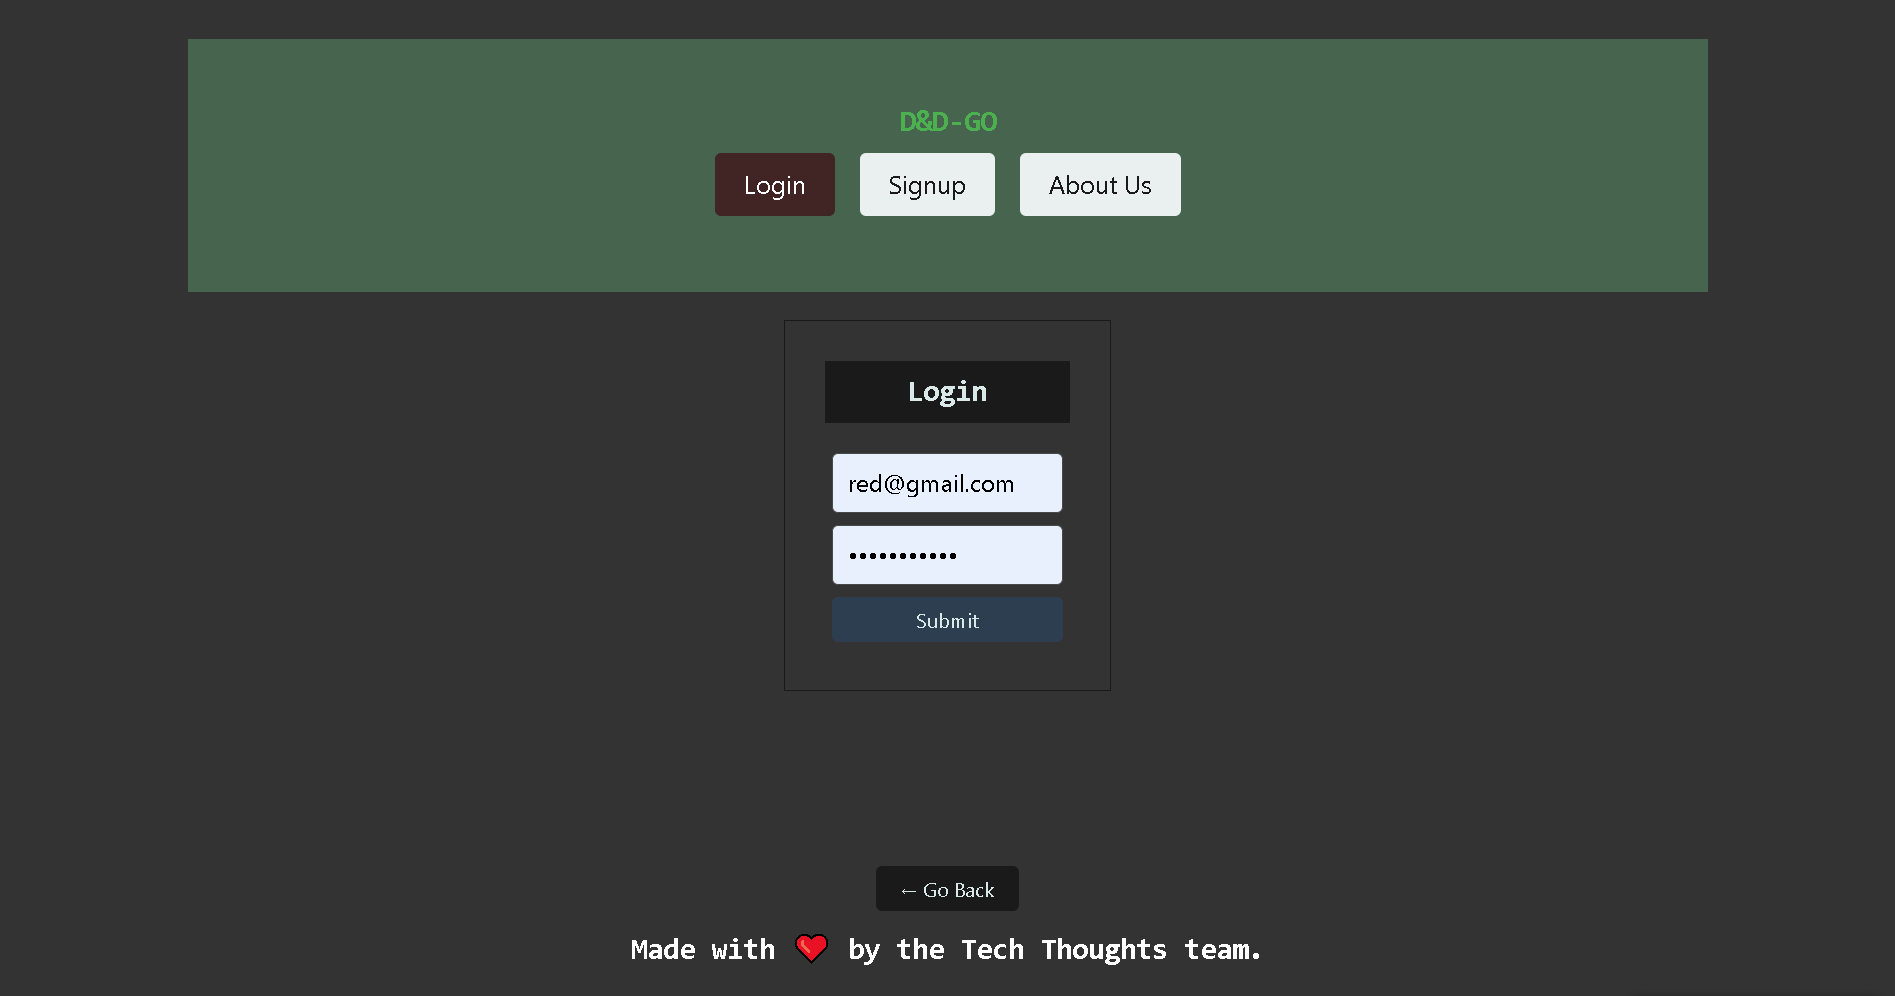 D&D-GO
Login Signup About Us
Login
red@gmail.com
•••••••••••
Submit
← Go Back
Made with ❤️ by the Tech Thoughts team.